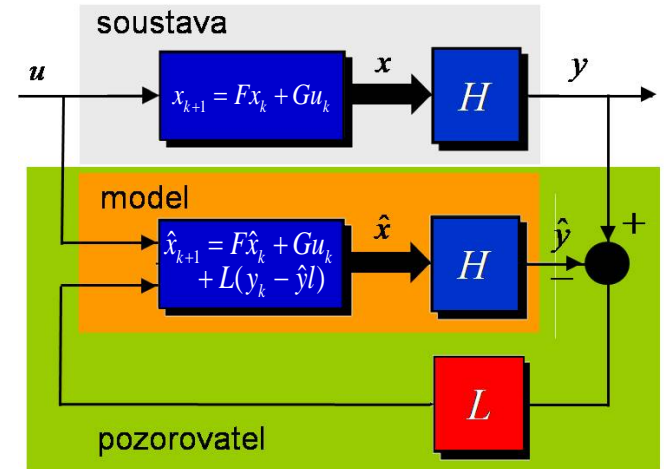 soustava
u
x_{k+1} = Fx_k + Gu_k
x
H
y
model
x̂_{k+1} = Fx̂_k + Gu_k
+ L(y_k − ŷl)
x̂
H
ŷ
+
−
L
pozorovatel